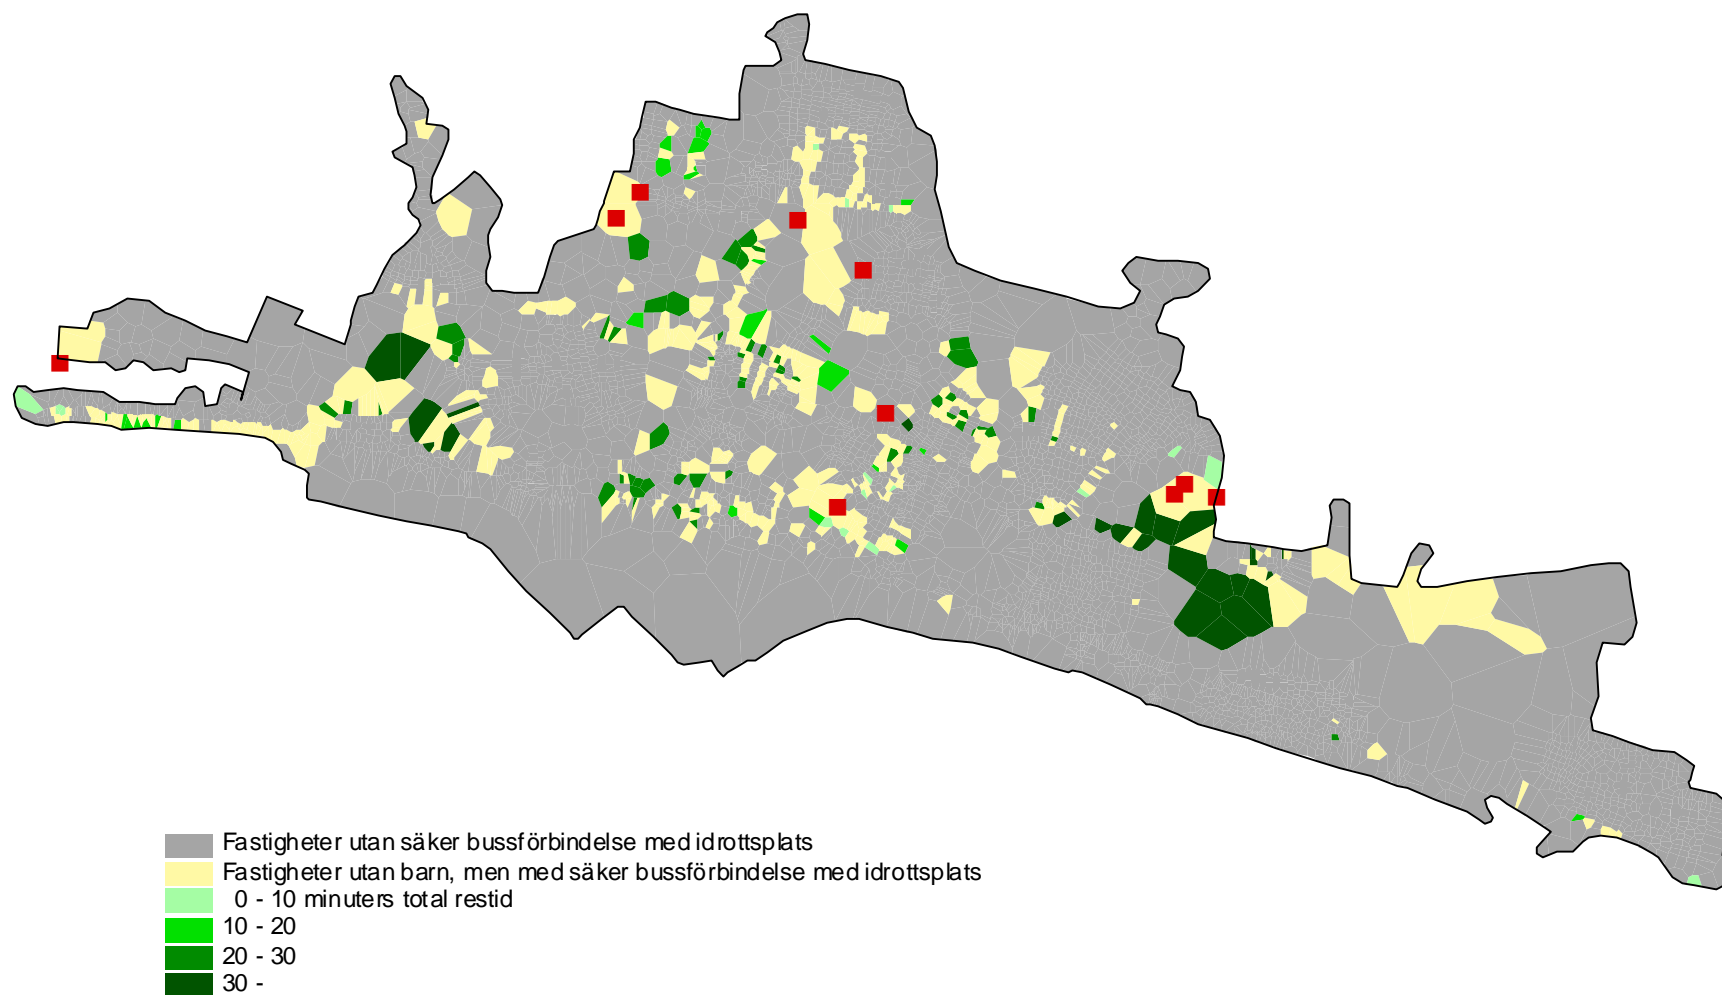 Fastigheter utan säker bussförbindelse med idrottsplats
Fastigheter utan barn, men med säker bussförbindelse med idrottsplats
0 - 10 minuters total restid
10 - 20
20 - 30
30 -